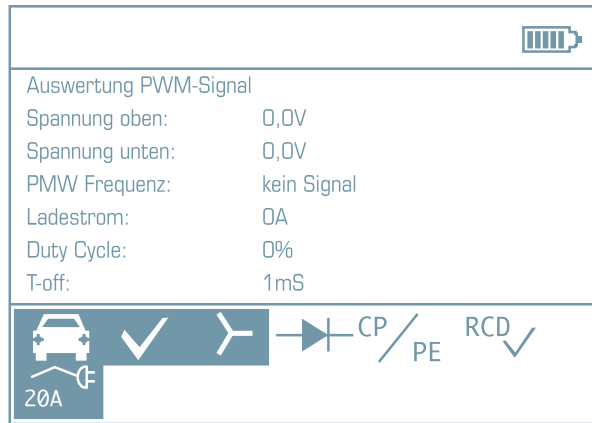 Auswertung PWM-Signal
Spannung oben: 0,0V
Spannung unten: 0,0V
PMW Frequenz: kein Signal
Ladestrom: 0A
Duty Cycle: 0%
T-off: 1mS
CP/PE RCD
20A